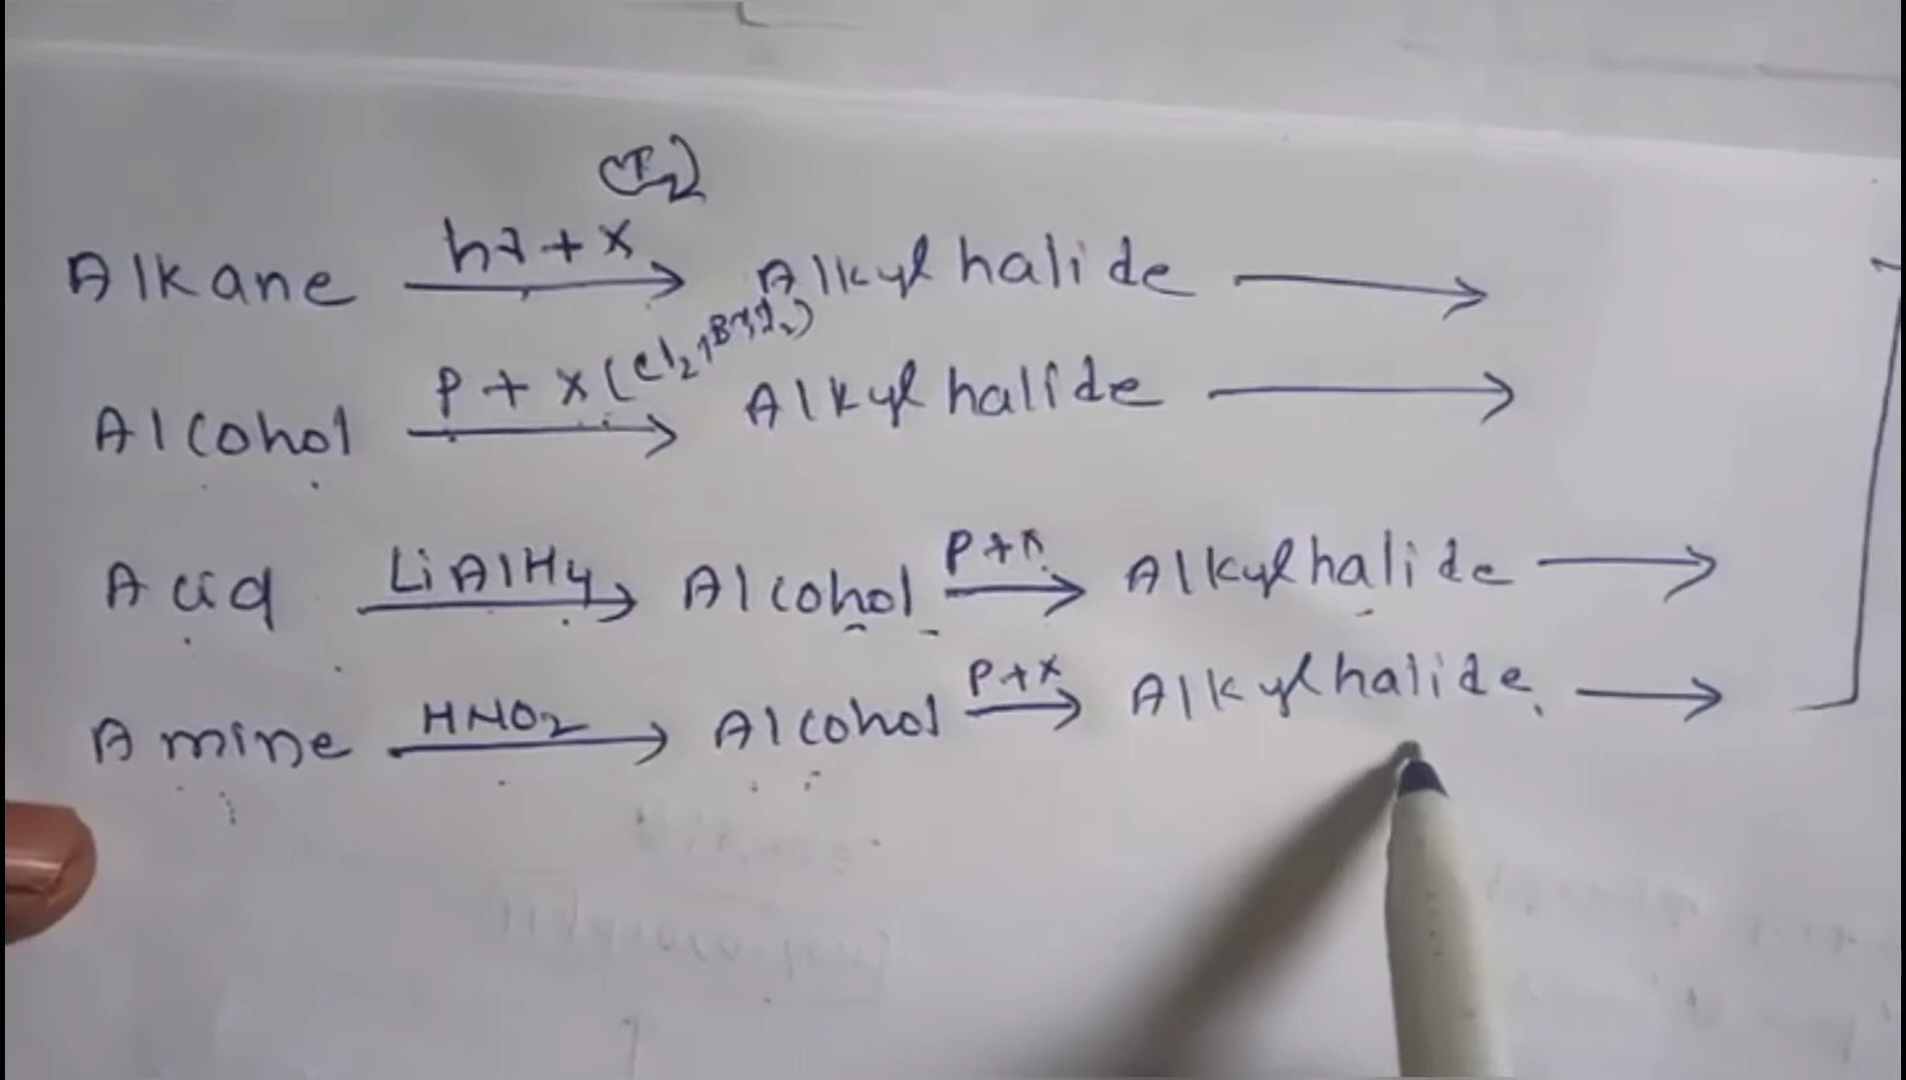 Alkane hν + X → Alkyl halide →
Alcohol P + X (Cl2, Br2, I2) → Alkyl halide →
Acid LiAlH4 → Alcohol P+X → Alkyl halide →
Amine HNO2 → Alcohol P+X → Alkyl halide →